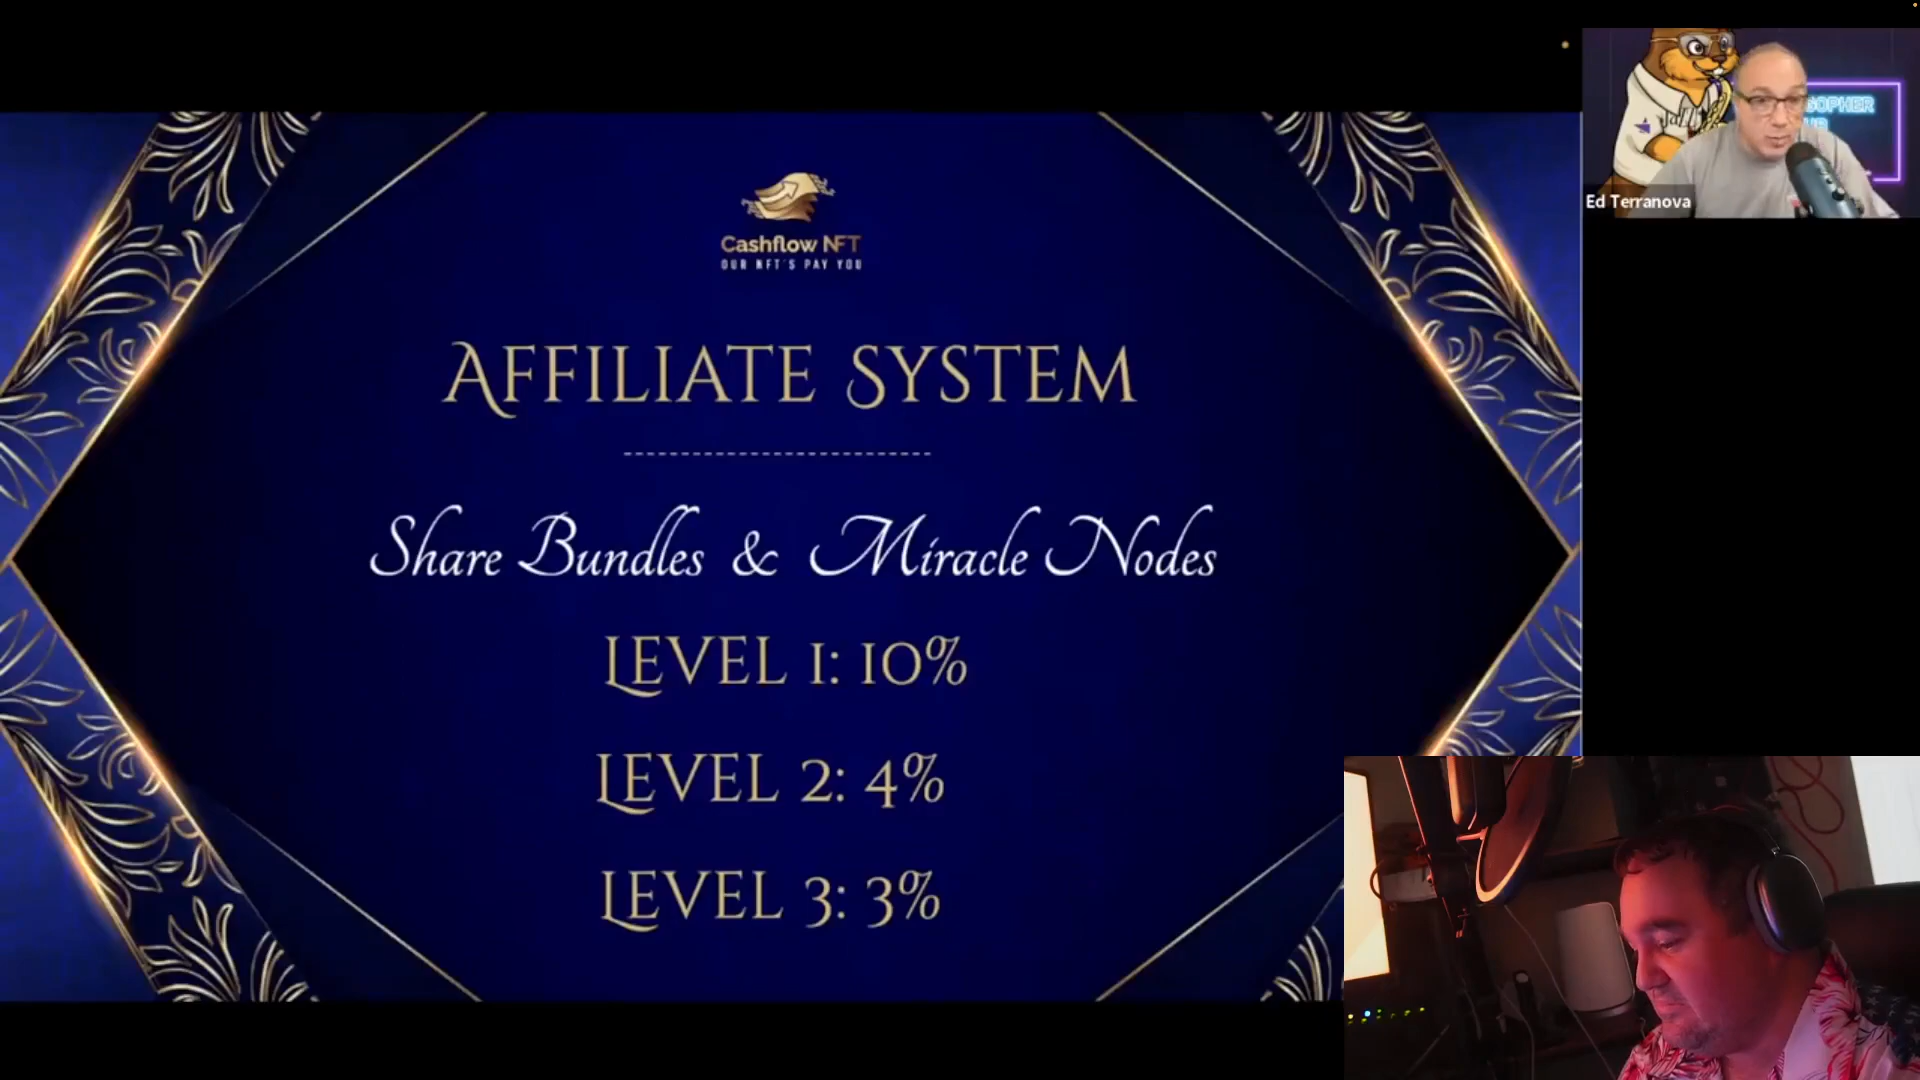 Cashflow NFT
OUR NFT'S PAY YOU
AFFILIATE SYSTEM
Share Bundles & Miracle Nodes
LEVEL 1: 10%
LEVEL 2: 4%
LEVEL 3: 3%
GOPHER
Ed Terranova